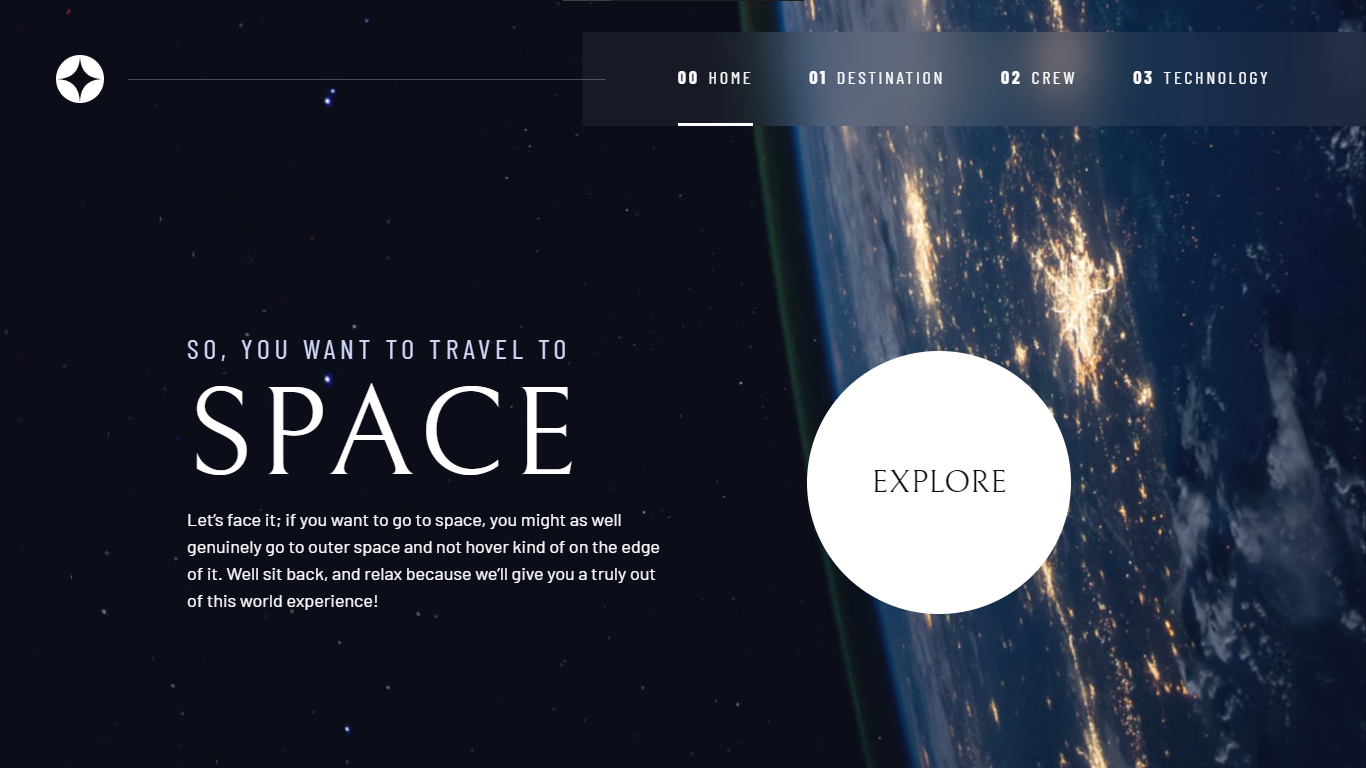 00 HOME 01 DESTINATION 02 CREW 03 TECHNOLOGY
SO, YOU WANT TO TRAVEL TO
SPACE
Let’s face it; if you want to go to space, you might as well
genuinely go to outer space and not hover kind of on the edge
of it. Well sit back, and relax because we’ll give you a truly out
of this world experience!
EXPLORE